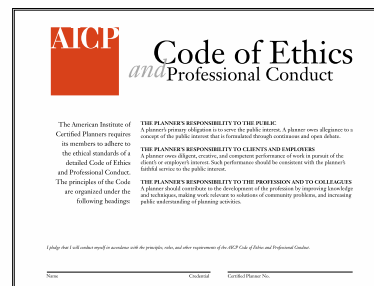 AICP
Code of Ethics
and Professional Conduct
The American Institute of
Certified Planners requires
its members to adhere to
the ethical standards of a
detailed Code of Ethics
and Professional Conduct.
The principles of the Code
are organized under the
following headings:
THE PLANNER'S RESPONSIBILITY TO THE PUBLIC
A planner's primary obligation is to serve the public interest. A planner owes allegiance to a
concept of the public interest that is formulated through continuous and open debate.
THE PLANNER'S RESPONSIBILITY TO CLIENTS AND EMPLOYERS
A planner owes diligent, creative, and competent performance of work in pursuit of the
client's or employer's interest. Such performance should be consistent with the planner's
faithful service to the public interest.
THE PLANNER'S RESPONSIBILITY TO THE PROFESSION AND TO COLLEAGUES
A planner should contribute to the development of the profession by improving knowledge
and techniques, making work relevant to solutions of community problems, and increasing
public understanding of planning activities.
I pledge that I will conduct myself in accordance with the principles, rules, and other requirements of the AICP Code of Ethics and Professional Conduct.
Name Credential Certified Planner No.